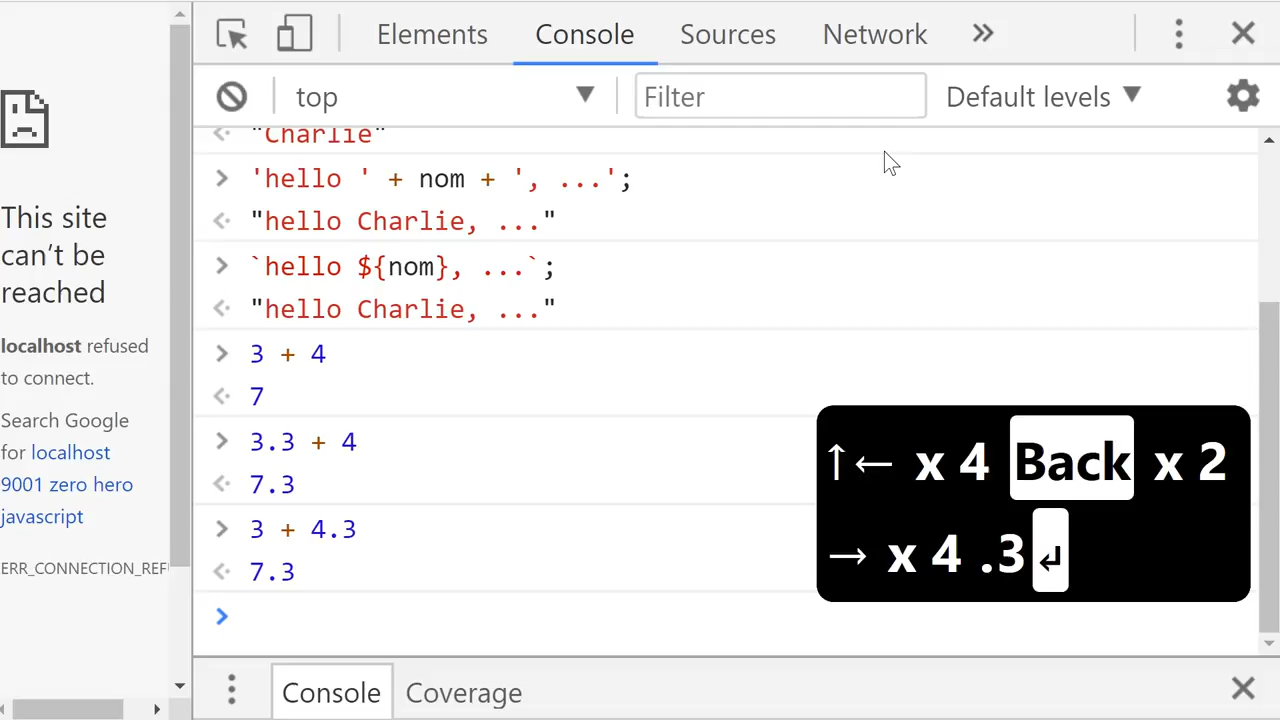 This site
can’t be
reached
localhost refused
to connect.
Search Google
for localhost
9001 zero hero
javascript
ERR_CONNECTION_REF
Elements Console Sources Network »
top ▼ Filter Default levels ▼
"Charlie"
> 'hello ' + nom + ', ...';
"hello Charlie, ..."
> `hello ${nom}, ...`;
"hello Charlie, ..."
> 3 + 4
7
> 3.3 + 4
7.3
> 3 + 4.3
7.3
>
↑← x 4 Back x 2
→ x 4 .3 ↵
Console Coverage